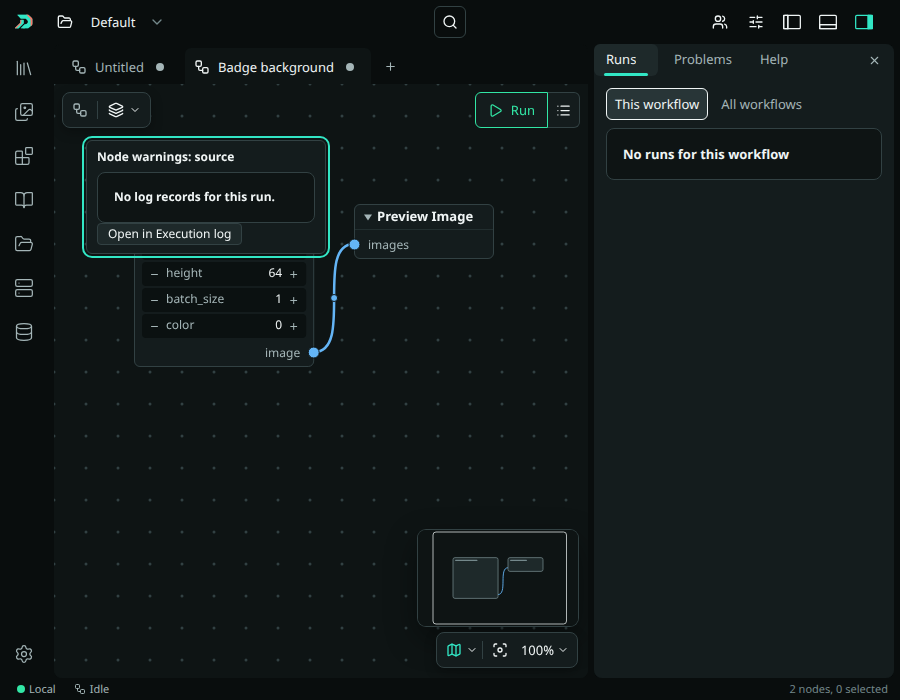 Default
Untitled
Badge background
Run
Node warnings: source
No log records for this run.
Open in Execution log
Preview Image
images
height 64
batch_size 1
color 0
image
100%
Runs
Problems
Help
This workflow
All workflows
No runs for this workflow
Local
Idle
2 nodes, 0 selected